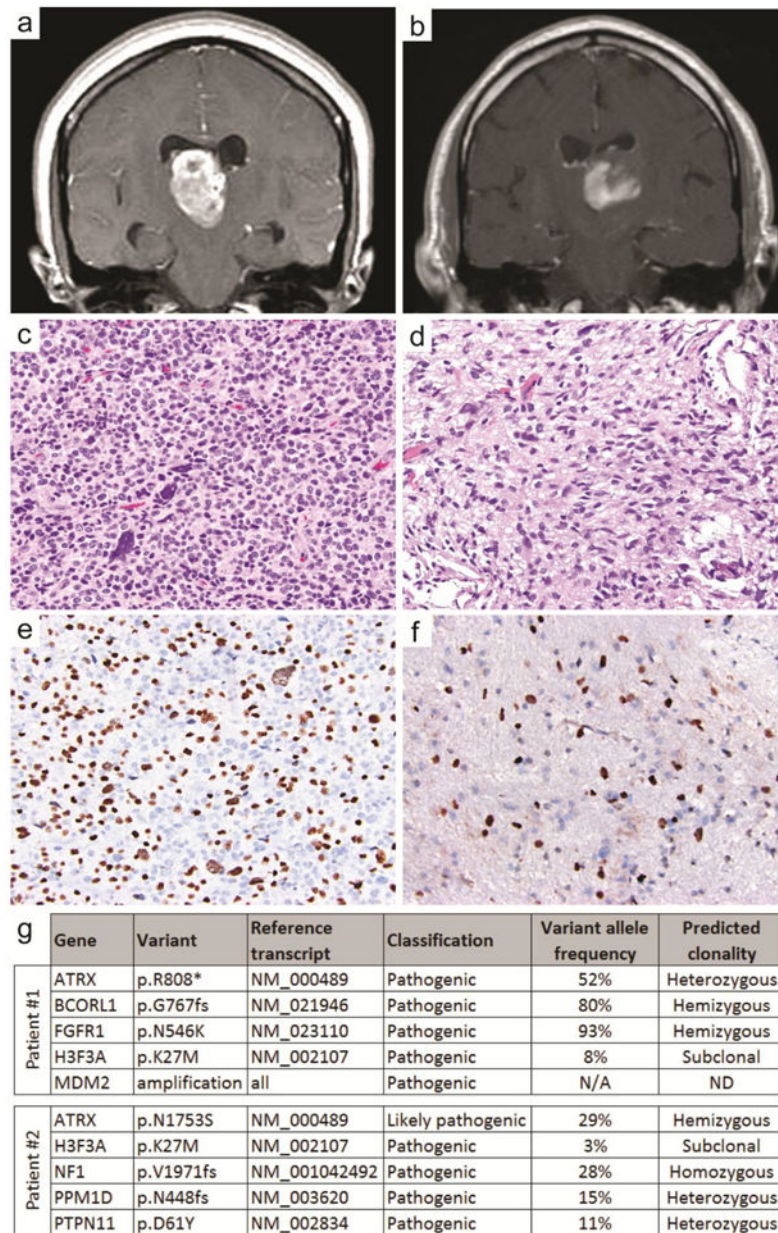 a
b
c
d
e
f
g
Gene Variant Reference transcript Classification Variant allele frequency Predicted clonality
Patient #1
ATRX p.R808* NM_000489 Pathogenic 52% Heterozygous
BCORL1 p.G767fs NM_021946 Pathogenic 80% Hemizygous
FGFR1 p.N546K NM_023110 Pathogenic 93% Hemizygous
H3F3A p.K27M NM_002107 Pathogenic 8% Subclonal
MDM2 amplification all Pathogenic N/A ND
Patient #2
ATRX p.N1753S NM_000489 Likely pathogenic 29% Hemizygous
H3F3A p.K27M NM_002107 Pathogenic 3% Subclonal
NF1 p.V1971fs NM_001042492 Pathogenic 28% Homozygous
PPM1D p.N448fs NM_003620 Pathogenic 15% Heterozygous
PTPN11 p.D61Y NM_002834 Pathogenic 11% Heterozygous